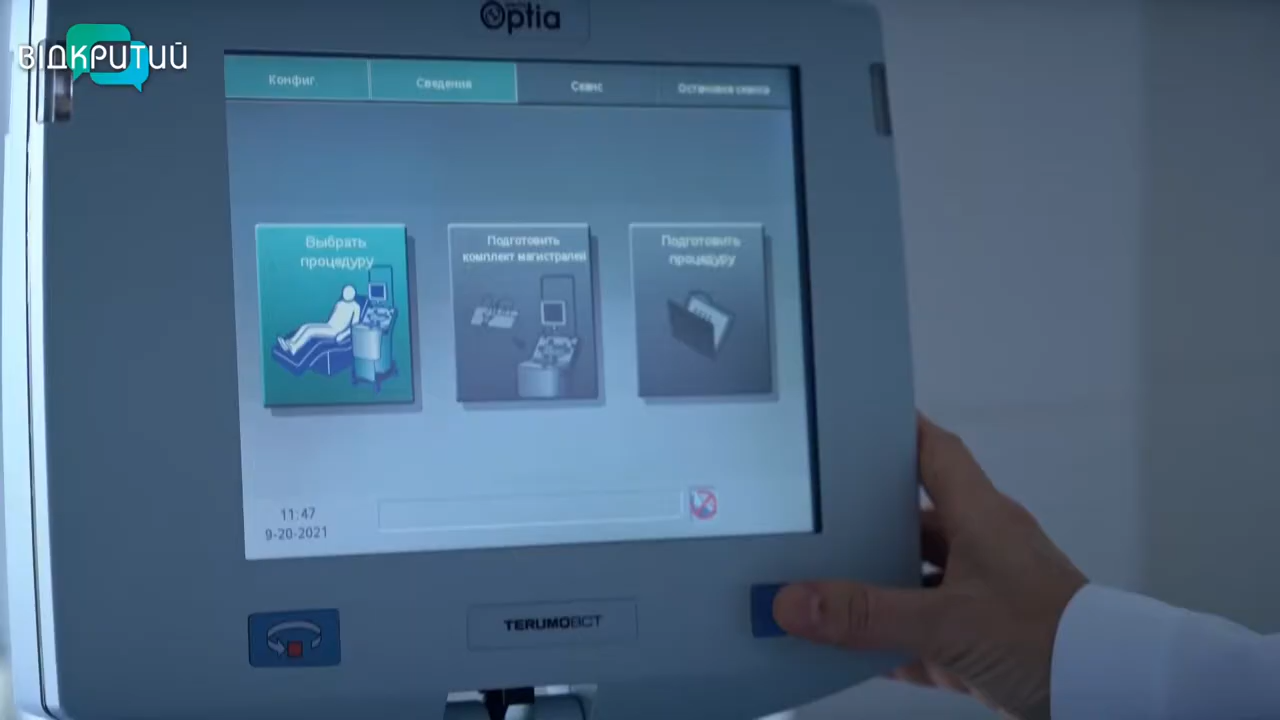 Optia
ВІДКРИТИЙ
Конфиг. Сведения Сеанс Остановка сеанса
Выбрать
процедуру
Подготовить
комплект магистралей
Подготовить
процедуру
11:47
9-20-2021
TERUMOBCT